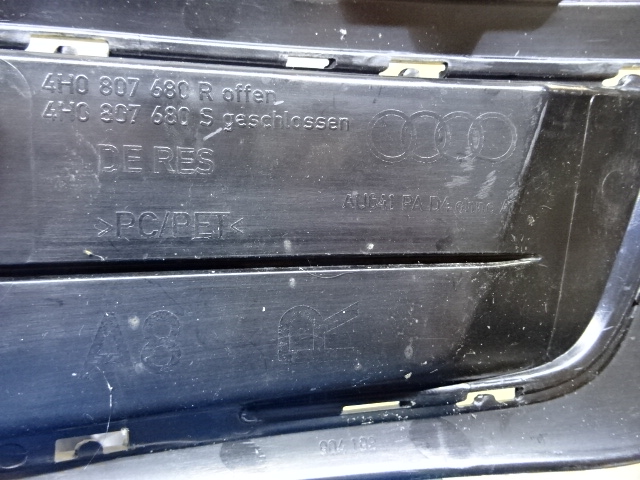 4H0 807 680 R offen
4H0 807 680 S geschlossen
DE RES
>PC/PET<
A8 R